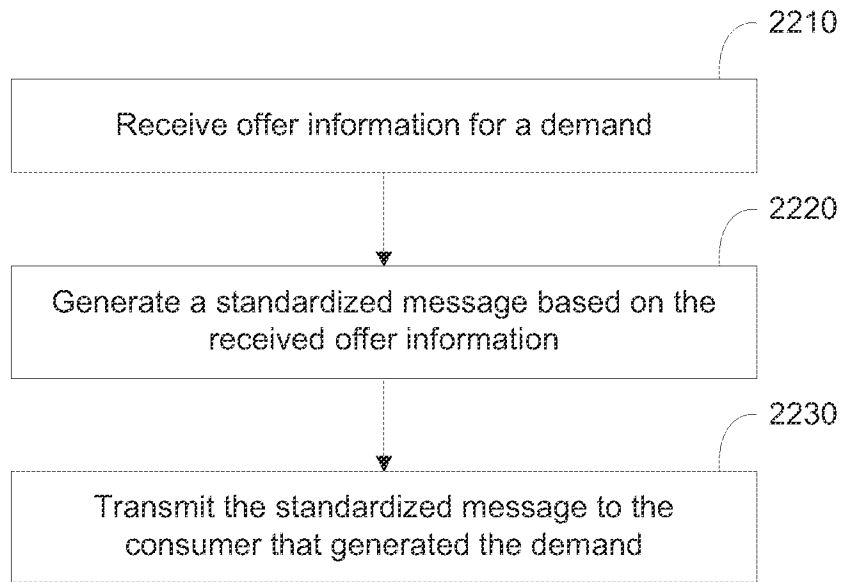 2210
Receive offer information for a demand
2220
Generate a standardized message based on the
received offer information
2230
Transmit the standardized message to the
consumer that generated the demand